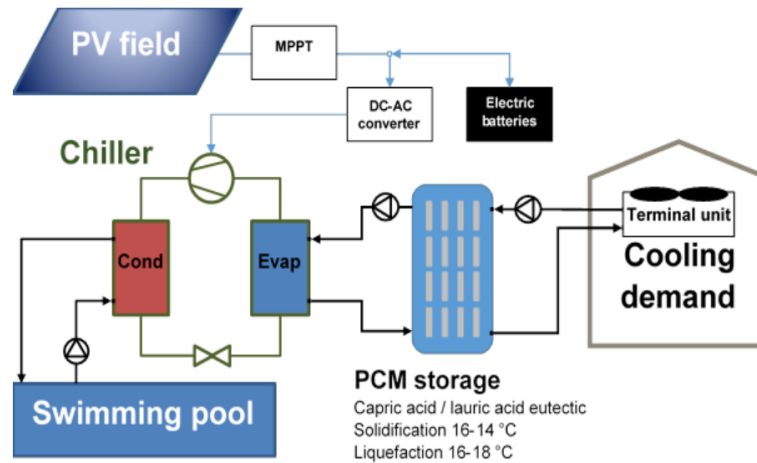 PV field
MPPT
DC-AC
converter
Electric
batteries
Chiller
Cond
Evap
Terminal unit
Cooling
demand
Swimming pool
PCM storage
Capric acid / lauric acid eutectic
Solidification 16-14 °C
Liquefaction 16-18 °C